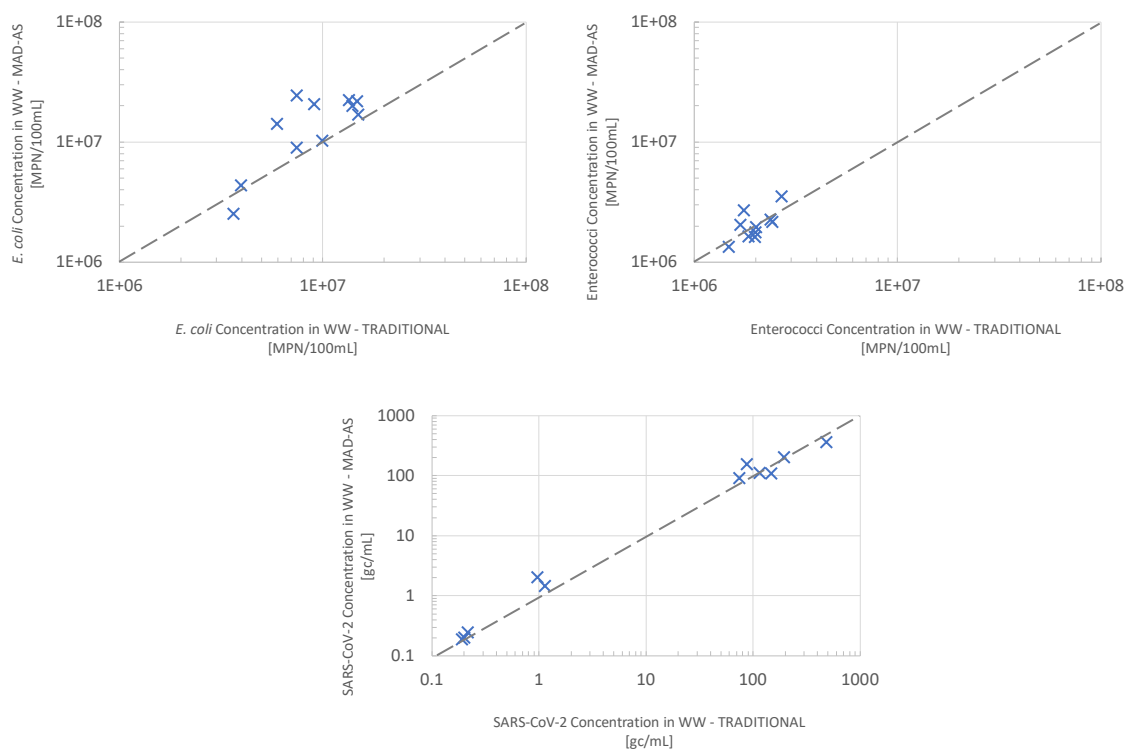 E. coli Concentration in WW - MAD-AS
[MPN/100mL]
1E+08
1E+07
1E+06
1E+06 1E+07 1E+08
E. coli Concentration in WW - TRADITIONAL
[MPN/100mL]
Enterococci Concentration in WW - MAD-AS
[MPN/100mL]
1E+08
1E+07
1E+06
1E+06 1E+07 1E+08
Enterococci Concentration in WW - TRADITIONAL
[MPN/100mL]
SARS-CoV-2 Concentration in WW - MAD-AS
[gc/mL]
1000
100
10
1
0.1
0.1 1 10 100 1000
SARS-CoV-2 Concentration in WW - TRADITIONAL
[gc/mL]